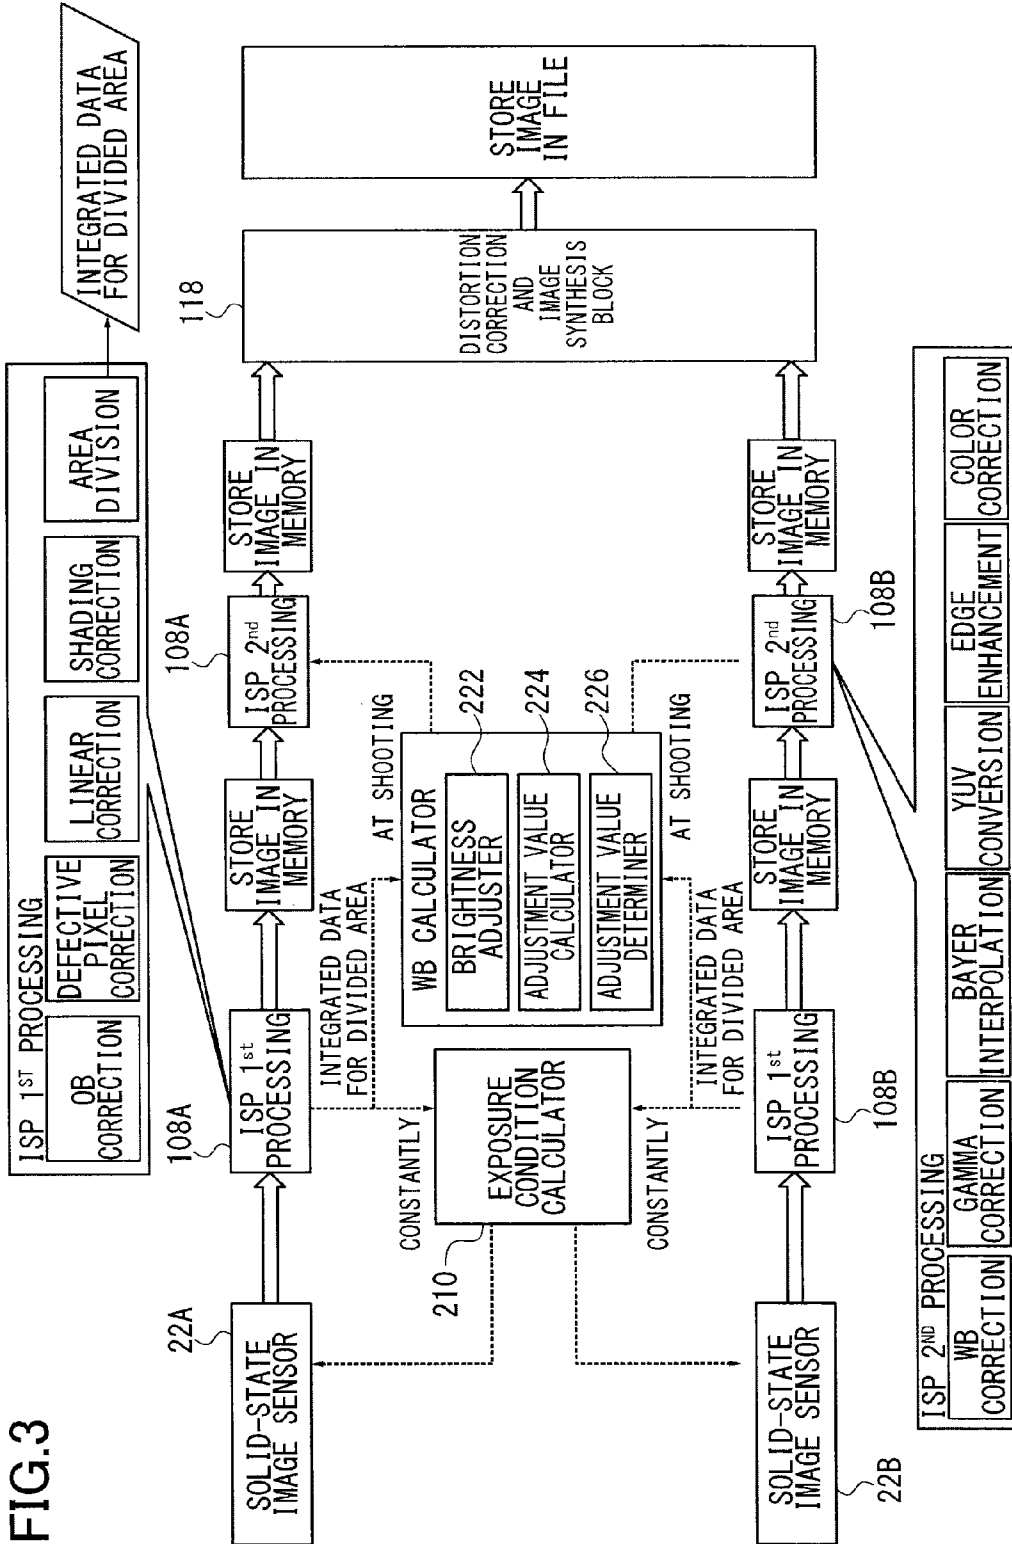 FIG.3
ISP 1ST PROCESSING
OB
CORRECTION
DEFECTIVE
PIXEL
CORRECTION
LINEAR
CORRECTION
SHADING
CORRECTION
AREA
DIVISION
INTEGRATED DATA
FOR DIVIDED AREA
22A
SOLID-STATE
IMAGE SENSOR
108A
ISP 1st
PROCESSING
STORE
IMAGE IN
MEMORY
108A
ISP 2nd
PROCESSING
STORE
IMAGE IN
MEMORY
118
DISTORTION
CORRECTION
AND
IMAGE
SYNTHESIS
BLOCK
STORE
IMAGE
IN FILE
CONSTANTLY
INTEGRATED DATA
FOR DIVIDED AREA
AT SHOOTING
210
EXPOSURE
CONDITION
CALCULATOR
WB CALCULATOR
BRIGHTNESS
ADJUSTER
222
ADJUSTMENT VALUE
CALCULATOR
224
ADJUSTMENT VALUE
DETERMINER
226
CONSTANTLY
INTEGRATED DATA
FOR DIVIDED AREA
AT SHOOTING
SOLID-STATE
IMAGE SENSOR
22B
ISP 1st
PROCESSING
108B
STORE
IMAGE IN
MEMORY
ISP 2nd
PROCESSING
108B
STORE
IMAGE IN
MEMORY
ISP 2ND PROCESSING
WB
CORRECTION
GAMMA
CORRECTION
BAYER
INTERPOLATION
YUV
CONVERSION
EDGE
ENHANCEMENT
COLOR
CORRECTION